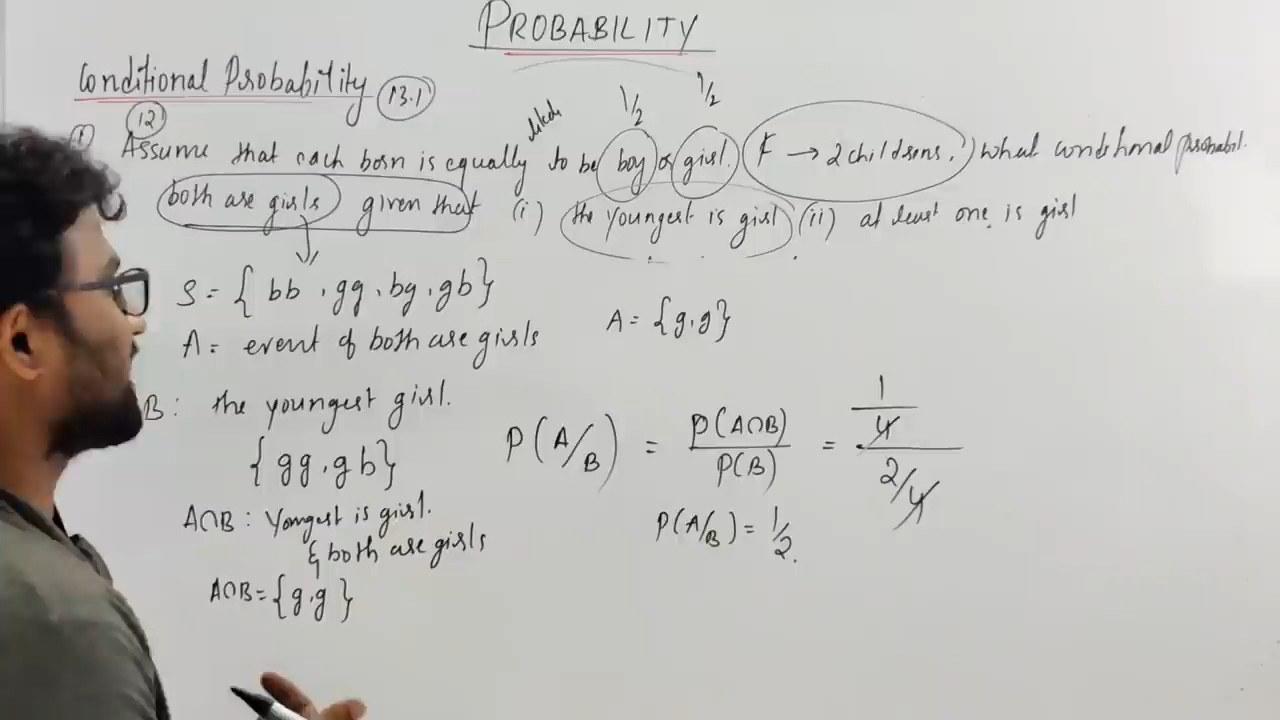 PROBABILITY
Conditional Probability 13.1
12
1/2 1/2
likely
Assume that each born is equally to be boy or girl. F → 2 childrens, what conditional probabil.
both are girls given that (i) the youngest is girl (ii) at least one is girl
S = { bb , gg , bg , gb }
A = event of both are girls A = {g,g}
B : the youngest girl.
{ gg , gb }
P(A/B) = P(A∩B)/P(B) = 1/4 / 2/4
A∩B : Yongest is girl.
& both are girls
P(A/B) = 1/2.
A∩B = {g,g}